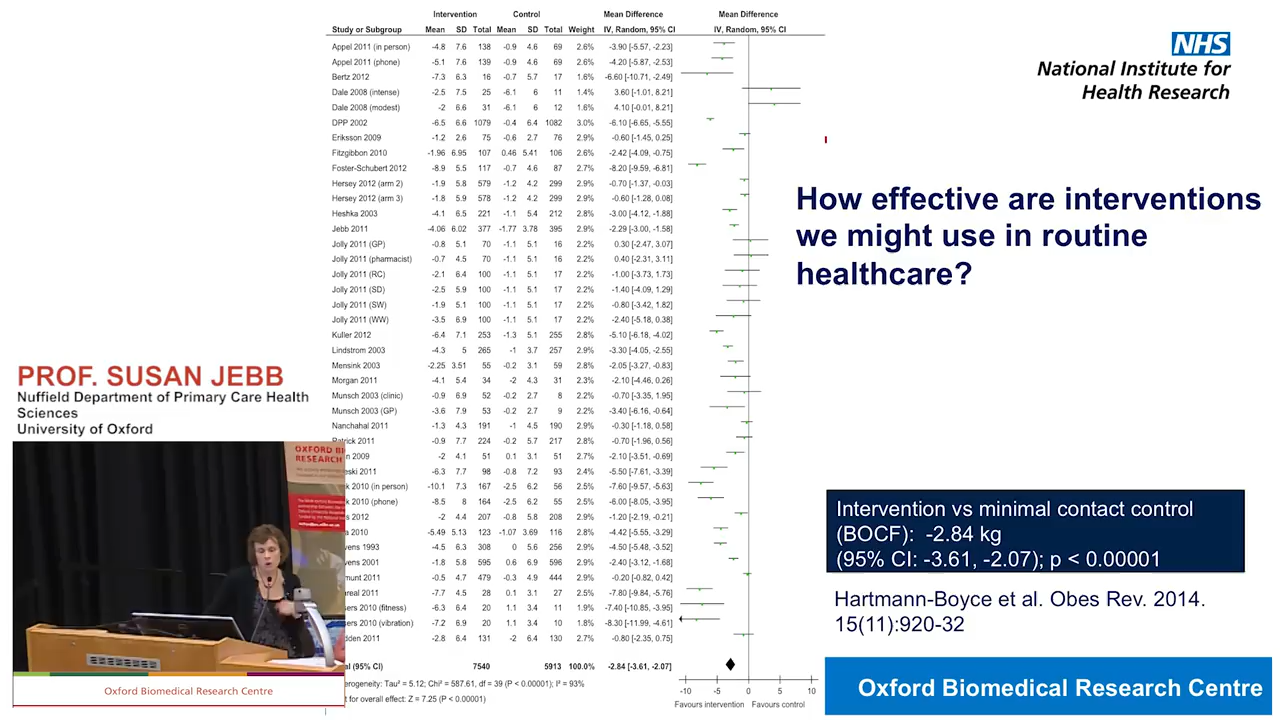 Intervention Control Mean Difference Mean Difference
Study or Subgroup Mean SD Total Mean SD Total Weight IV, Random, 95% CI IV, Random, 95% CI
Appel 2011 (in person) -4.8 7.6 138 -0.9 4.6 69 2.6% -3.90 [-5.57, -2.23]
Appel 2011 (phone) -5.1 7.6 139 -0.9 4.6 69 2.6% -4.20 [-5.87, -2.53]
Bertz 2012 -7.3 6.3 16 -0.7 5.7 17 1.6% -6.60 [-10.71, -2.49]
Dale 2008 (intense) -2.5 7.5 25 -6.1 6 11 1.4% 3.60 [-1.01, 8.21]
Dale 2008 (modest) -2 6.6 31 -6.1 6 12 1.6% 4.10 [-0.01, 8.21]
DPP 2002 -6.5 6.6 1079 -0.4 6.4 1082 3.0% -6.10 [-6.65, -5.55]
Eriksson 2009 -1.2 2.6 75 -0.6 2.7 76 2.9% -0.60 [-1.45, 0.25]
Fitzgibbon 2010 -1.96 6.95 107 0.46 5.41 106 2.6% -2.42 [-4.09, -0.75]
Foster-Schubert 2012 -8.9 5.5 117 -0.7 4.6 87 2.7% -8.20 [-9.59, -6.81]
Hersey 2012 (arm 2) -1.9 5.8 579 -1.2 4.2 299 2.9% -0.70 [-1.37, -0.03]
Hersey 2012 (arm 3) -1.8 5.9 578 -1.2 4.2 299 2.9% -0.60 [-1.28, 0.08]
Heshka 2003 -4.1 6.5 221 -1.1 5.4 212 2.8% -3.00 [-4.12, -1.88]
Jebb 2011 -4.06 6.02 377 -1.77 3.78 395 2.9% -2.29 [-3.00, -1.58]
Jolly 2011 (GP) -0.8 5.1 70 -1.1 5.1 16 2.2% 0.30 [-2.47, 3.07]
Jolly 2011 (pharmacist) -0.7 4.5 70 -1.1 5.1 16 2.2% 0.40 [-2.31, 3.11]
Jolly 2011 (RC) -2.1 6.4 100 -1.1 5.1 17 2.2% -1.00 [-3.73, 1.73]
Jolly 2011 (SD) -2.5 5.9 100 -1.1 5.1 17 2.2% -1.40 [-4.09, 1.29]
Jolly 2011 (SW) -1.9 5.1 100 -1.1 5.1 17 2.2% -0.80 [-3.42, 1.82]
Jolly 2011 (WW) -3.5 6.9 100 -1.1 5.1 17 2.2% -2.40 [-5.18, 0.38]
Kuller 2012 -6.4 7.1 253 -1.3 5.1 255 2.8% -5.10 [-6.18, -4.02]
Lindstrom 2003 -4.3 5 265 -1 3.7 257 2.9% -3.30 [-4.05, -2.55]
Mensink 2003 -2.25 3.51 55 -0.2 3.1 59 2.8% -2.05 [-3.27, -0.83]
Morgan 2011 -4.1 5.4 34 -2 4.3 31 2.3% -2.10 [-4.46, 0.26]
Munsch 2003 (clinic) -0.9 6.9 52 -0.2 2.7 8 2.2% -0.70 [-3.35, 1.95]
Munsch 2003 (GP) -3.6 7.9 53 -0.2 2.7 9 2.2% -3.40 [-6.16, -0.64]
Nanchahal 2011 -1.3 4.3 191 -1 4.5 190 2.9% -0.30 [-1.18, 0.58]
Patrick 2011 -0.9 7.7 224 -0.2 5.7 217 2.7% -0.70 [-1.96, 0.56]
2009 -2 4.1 51 0.1 3.1 51 2.7% -2.10 [-3.51, -0.69]
eski 2011 -6.3 7.7 98 -0.8 7.2 93 2.5% -5.50 [-7.61, -3.39]
k 2010 (in person) -10.1 7.3 167 -2.5 6.2 56 2.5% -7.60 [-9.57, -5.63]
k 2010 (phone) -8.5 8 164 -2.5 6.2 55 2.5% -6.00 [-8.05, -3.95]
2012 -2 4.4 207 -0.8 5.8 208 2.8% -1.20 [-2.19, -0.21]
2010 -5.49 5.13 123 -1.07 3.69 116 2.8% -4.42 [-5.55, -3.29]
vens 1993 -4.5 6.3 308 0 5.6 256 2.8% -4.50 [-5.48, -3.52]
vens 2001 -1.8 5.8 595 0.6 6.9 596 2.9% -2.40 [-3.12, -1.68]
munt 2011 -0.5 4.7 479 -0.3 4.9 444 2.9% -0.20 [-0.82, 0.42]
areal 2011 -7.7 4.5 28 0.1 3.1 27 2.5% -7.80 [-9.84, -5.76]
sers 2010 (fitness) -6.3 6.4 20 1.1 3.4 11 1.9% -7.40 [-10.85, -3.95]
sers 2010 (vibration) -7.2 6.9 20 1.1 3.4 10 1.8% -8.30 [-11.99, -4.61]
dden 2011 -2.8 6.4 131 -2 6.4 130 2.7% -0.80 [-2.35, 0.75]
al (95% CI) 7540 5913 100.0% -2.84 [-3.61, -2.07]
erogeneity: Tau² = 5.12; Chi² = 587.61, df = 39 (P < 0.00001); I² = 93%
t for overall effect: Z = 7.25 (P < 0.00001)
-10 -5 0 5 10
Favours intervention Favours control
NHS
National Institute for
Health Research
How effective are interventions
we might use in routine
healthcare?
PROF. SUSAN JEBB
Nuffield Department of Primary Care Health
Sciences
University of Oxford
OXFORD BI
RESEARCH
Intervention vs minimal contact control
(BOCF): -2.84 kg
(95% CI: -3.61, -2.07); p < 0.00001
Hartmann-Boyce et al. Obes Rev. 2014.
15(11):920-32
Oxford Biomedical Research Centre
Oxford Biomedical Research Centre